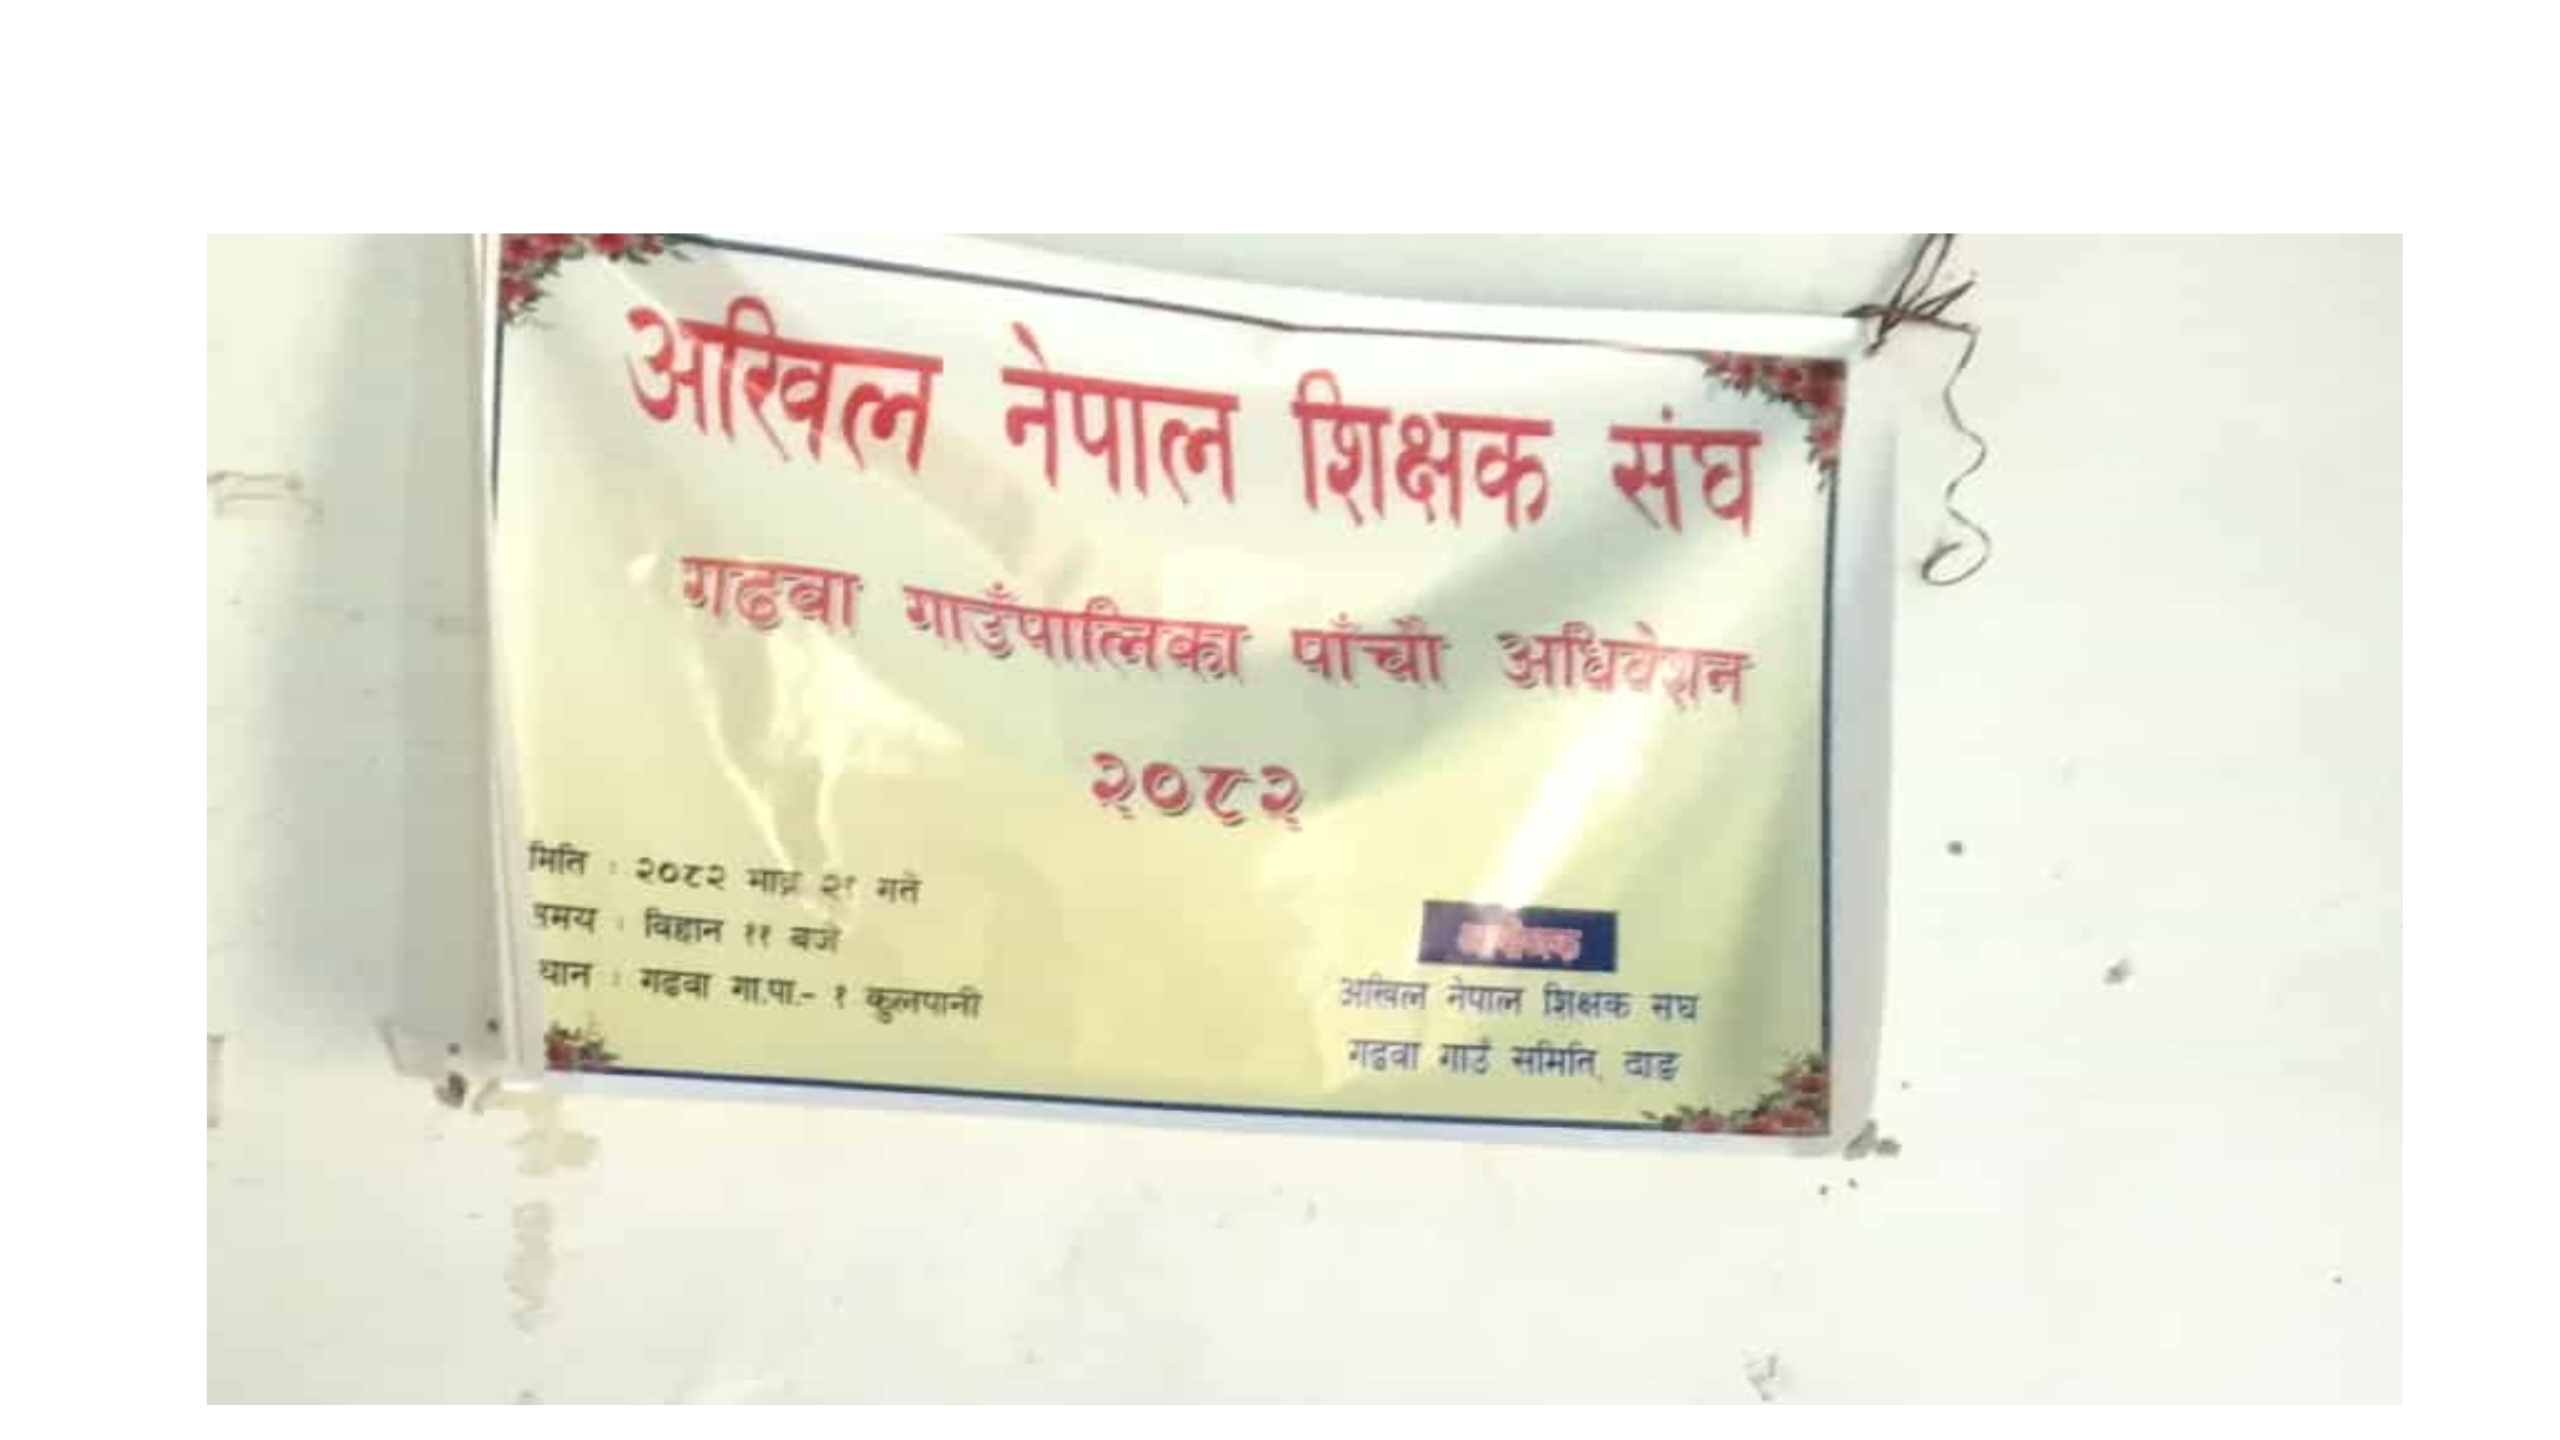 अखिल नेपाल शिक्षक संघ
गढवा गाउँपालिका पाँचौ अधिवेशन
२०८२
मिति : २०८२ भाद्र २१ गते
समय : विहान ११ बजे
स्थान : गढवा गा.पा.- १ कुलपानी
अखिल नेपाल शिक्षक संघ
गढवा गाउँ समिति, दाङ